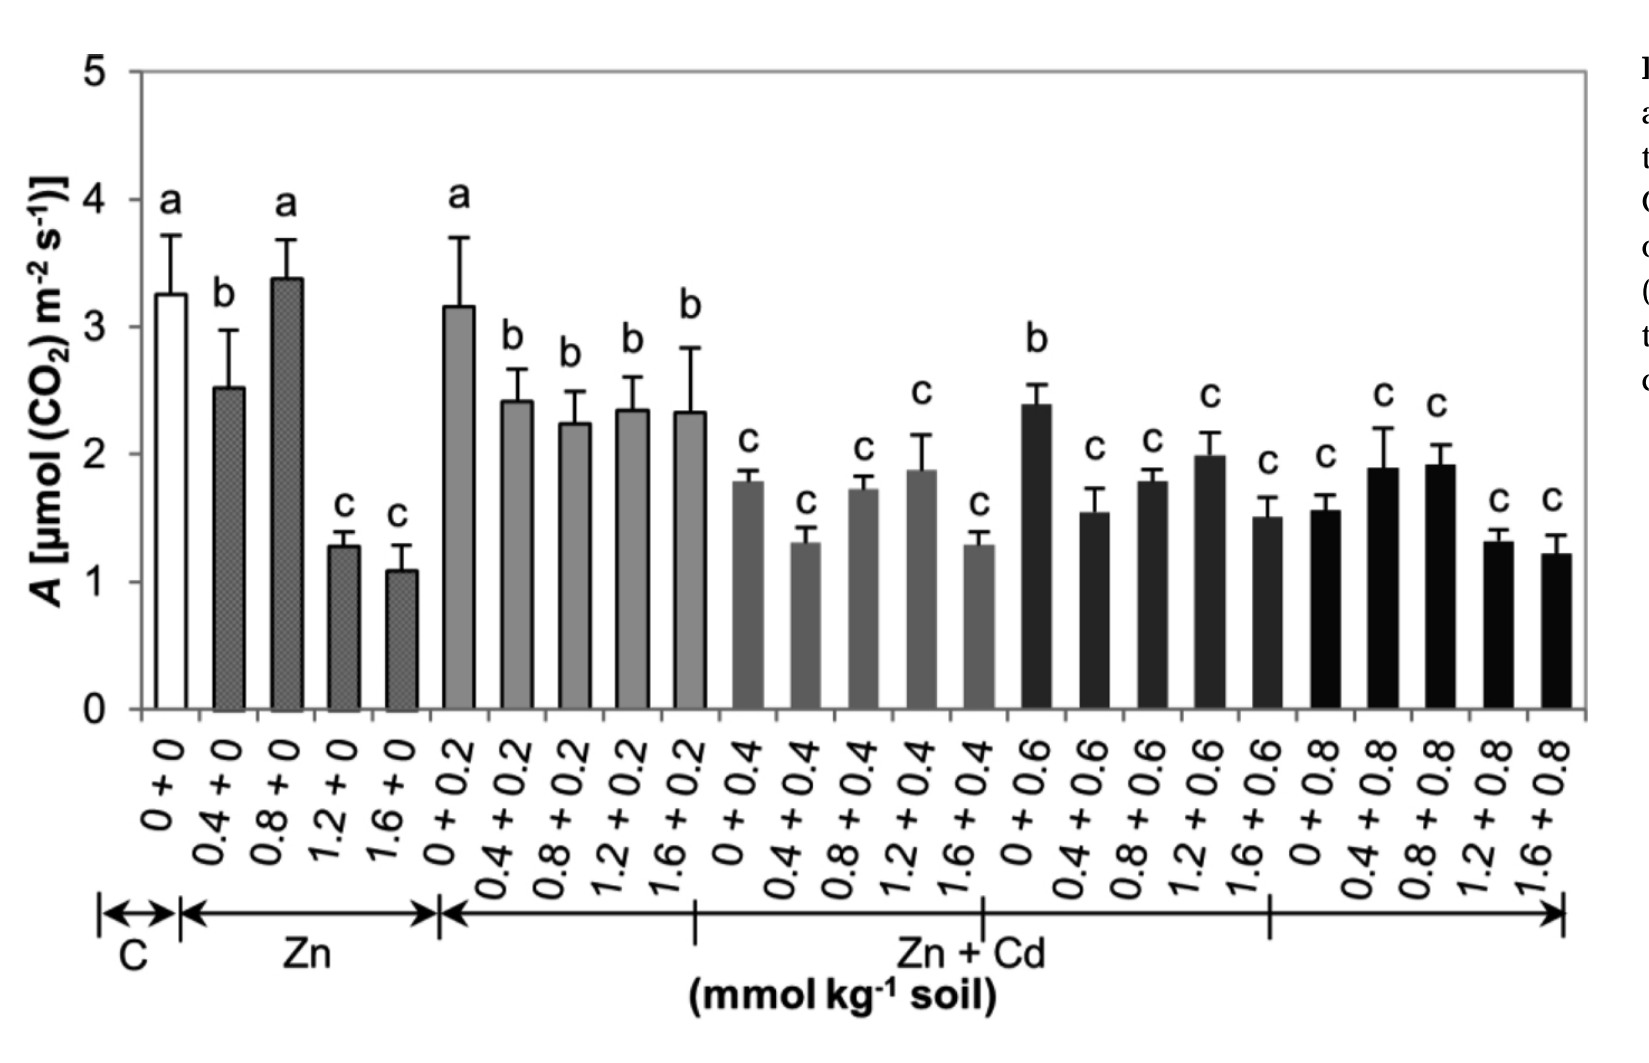 5
4
3
2
1
0
A [µmol (CO₂) m⁻² s⁻¹)]
a
b
a
c
c
a
b
b
b
b
c
c
c
c
c
b
c
c
c
c
c
c
c
c
c
0 + 0
0.4 + 0
0.8 + 0
1.2 + 0
1.6 + 0
0 + 0.2
0.4 + 0.2
0.8 + 0.2
1.2 + 0.2
1.6 + 0.2
0 + 0.4
0.4 + 0.4
0.8 + 0.4
1.2 + 0.4
1.6 + 0.4
0 + 0.6
0.4 + 0.6
0.8 + 0.6
1.2 + 0.6
1.6 + 0.6
0 + 0.8
0.4 + 0.8
0.8 + 0.8
1.2 + 0.8
1.6 + 0.8
C
Zn
Zn + Cd
(mmol kg⁻¹ soil)